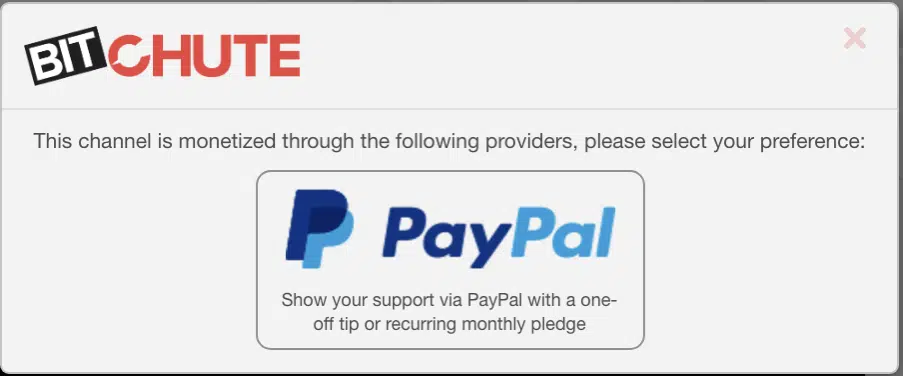 BITCHUTE
This channel is monetized through the following providers, please select your preference:
PayPal
Show your support via PayPal with a one-
off tip or recurring monthly pledge